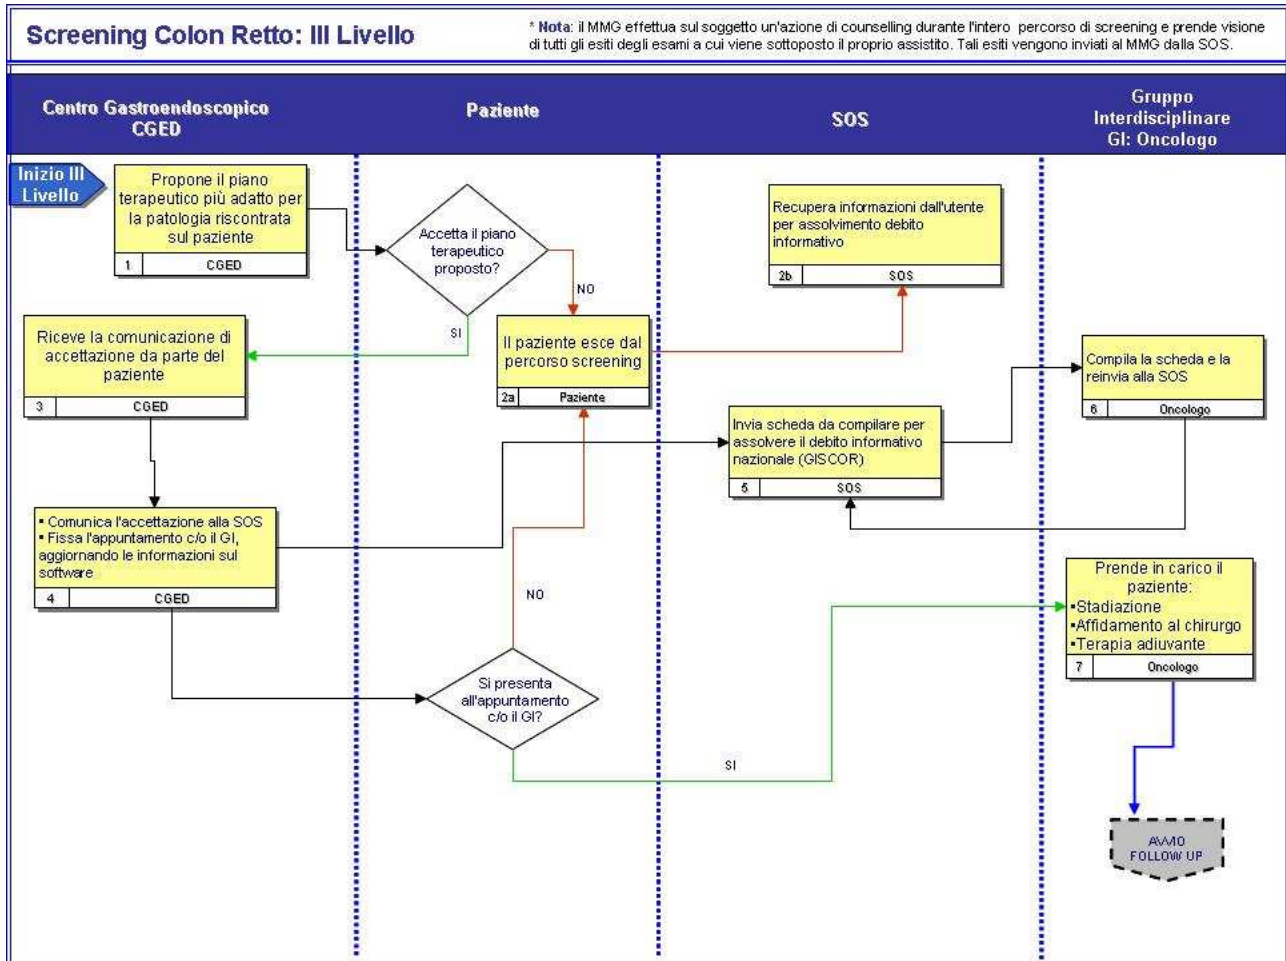 Screening Colon Retto: III Livello
* Nota: il MMG effettua sul soggetto un'azione di counselling durante l'intero percorso di screening e prende visione
di tutti gli esiti degli esami a cui viene sottoposto il proprio assistito. Tali esiti vengono inviati al MMG dalla SOS.
Centro Gastroendoscopico
CGED
Paziente
SOS
Gruppo
Interdisciplinare
GI: Oncologo
Inizio III
Livello
Propone il piano
terapeutico più adatto per
la patologia riscontrata
sul paziente
1 CGED
Accetta il piano
terapeutico
proposto?
NO
SI
Recupera informazioni dall'utente
per assolvimento debito
informativo
2b SOS
Riceve la comunicazione di
accettazione da parte del
paziente
3 CGED
Il paziente esce dal
percorso screening
2a Paziente
Compila la scheda e la
reinvia alla SOS
6 Oncologo
Invia scheda da compilare per
assolvere il debito informativo
nazionale (GISCOR)
5 SOS
▪ Comunica l'accettazione alla SOS
▪ Fissa l'appuntamento c/o il GI,
aggiornando le informazioni sul
software
4 CGED
NO
Prende in carico il
paziente:
▪Stadiazione
▪Affidamento al chirurgo
▪Terapia adiuvante
7 Oncologo
Si presenta
all'appuntamento
c/o il GI?
SI
AVVIO
FOLLOW UP